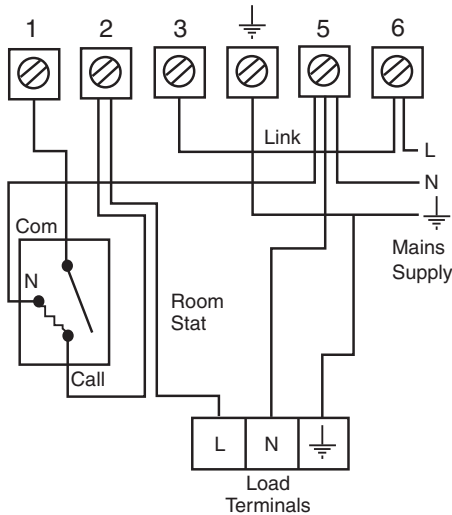 1 2 3 5 6
Link
L
N
Com
Mains
Supply
N
Room
Stat
Call
L N
Load
Terminals